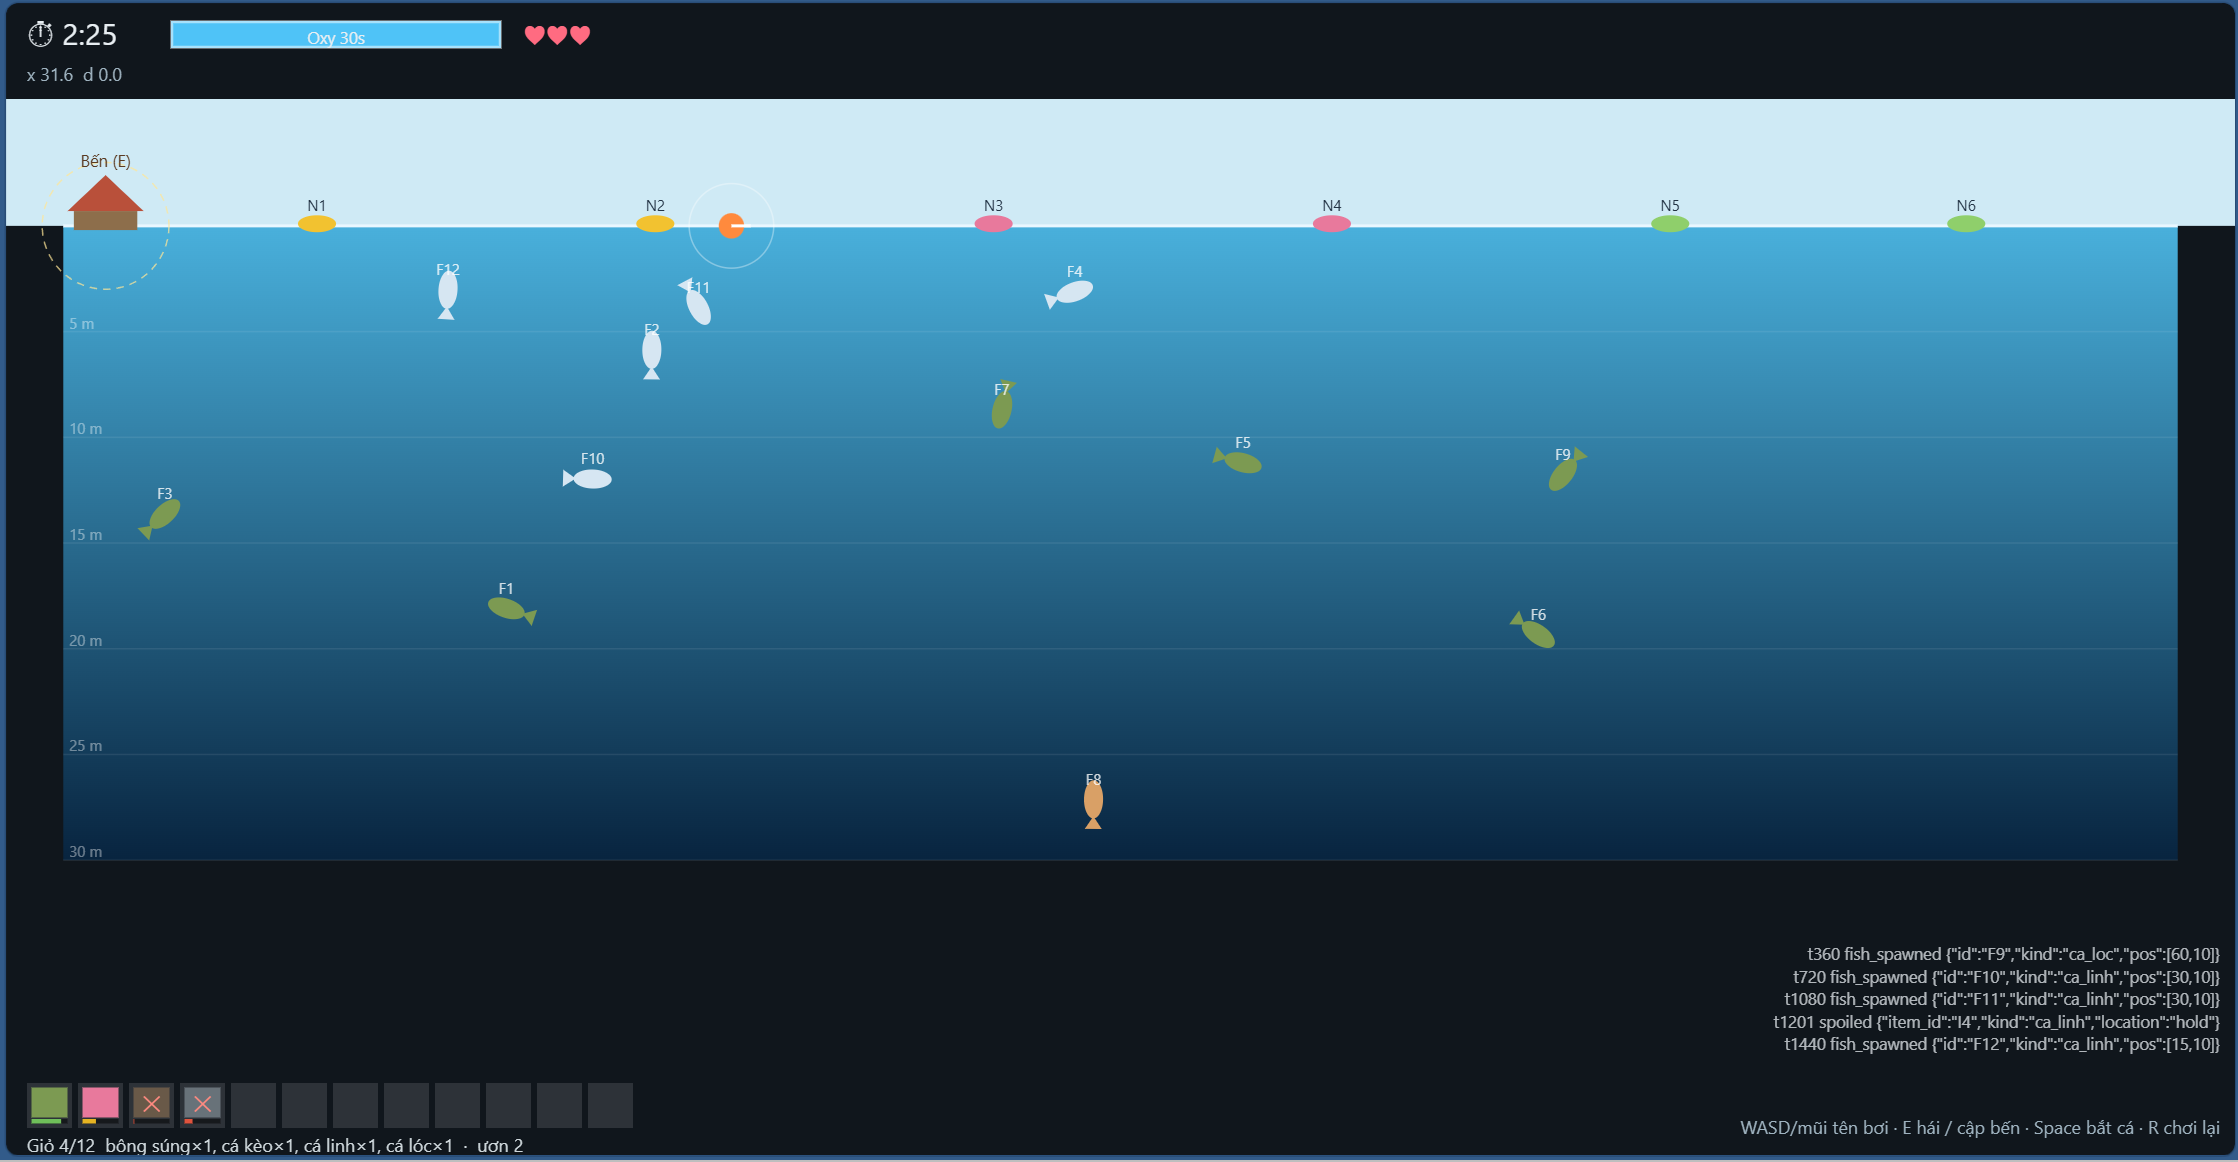 2:25
Oxy 30s
x 31.6 d 0.0
Bến (E)
N1
N2
N3
N4
N5
N6
F12
F11
F4
F2
5 m
F7
10 m
F5
F10
F9
F3
15 m
F1
F6
20 m
25 m
F8
30 m
t360 fish_spawned {"id":"F9","kind":"ca_loc","pos":[60,10]}
t720 fish_spawned {"id":"F10","kind":"ca_linh","pos":[30,10]}
t1080 fish_spawned {"id":"F11","kind":"ca_linh","pos":[30,10]}
t1201 spoiled {"item_id":"I4","kind":"ca_linh","location":"hold"}
t1440 fish_spawned {"id":"F12","kind":"ca_linh","pos":[15,10]}
Giỏ 4/12 bông súng×1, cá kèo×1, cá linh×1, cá lóc×1 · ươn 2
WASD/mũi tên bơi · E hái / cập bến · Space bắt cá · R chơi lại